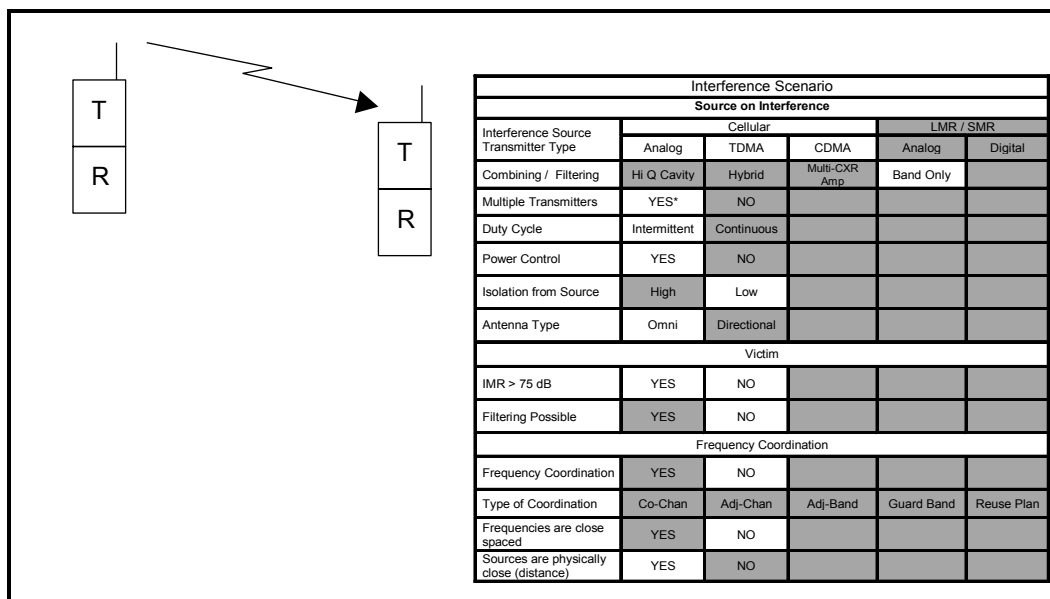 T
R
T
R
Interference Scenario
Source on Interference
Interference Source Transmitter Type
Cellular
LMR / SMR
Analog TDMA CDMA Analog Digital
Combining / Filtering Hi Q Cavity Hybrid Multi-CXR Amp Band Only
Multiple Transmitters YES* NO
Duty Cycle Intermittent Continuous
Power Control YES NO
Isolation from Source High Low
Antenna Type Omni Directional
Victim
IMR > 75 dB YES NO
Filtering Possible YES NO
Frequency Coordination
Frequency Coordination YES NO
Type of Coordination Co-Chan Adj-Chan Adj-Band Guard Band Reuse Plan
Frequencies are close spaced YES NO
Sources are physically close (distance) YES NO